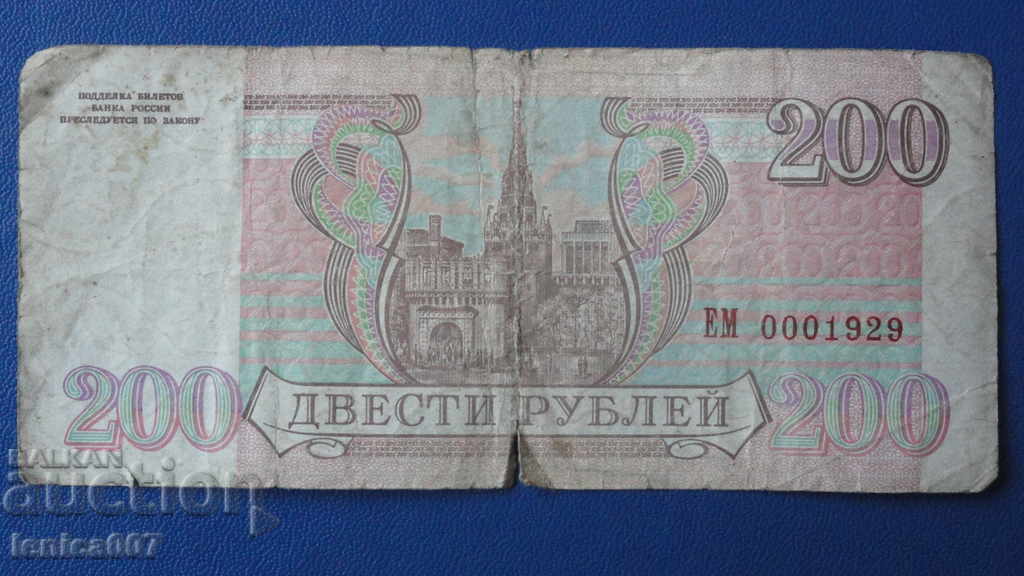 ПОДДЕЛКА БИЛЕТОВ
БАНКА РОССИИ
ПРЕСЛЕДУЕТСЯ ПО ЗАКОНУ
200
ЕМ 0001929
200
ДВЕСТИ РУБЛЕЙ
200
BALKAN
auction
lenica007